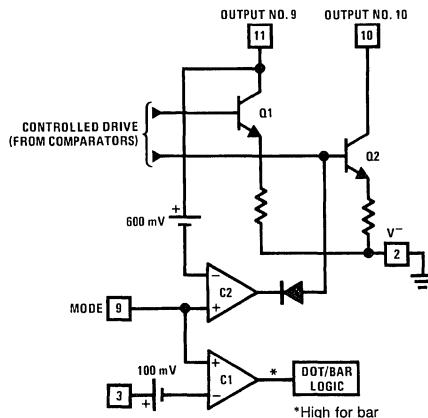 OUTPUT NO. 9
OUTPUT NO. 10
11
10
Q1
CONTROLLED DRIVE
(FROM COMPARATORS)
Q2
+
600 mV
V⁻
2
−
C2
MODE
9
+
100 mV
+
C1
*
DOT/BAR
LOGIC
3
+
−
*High for bar